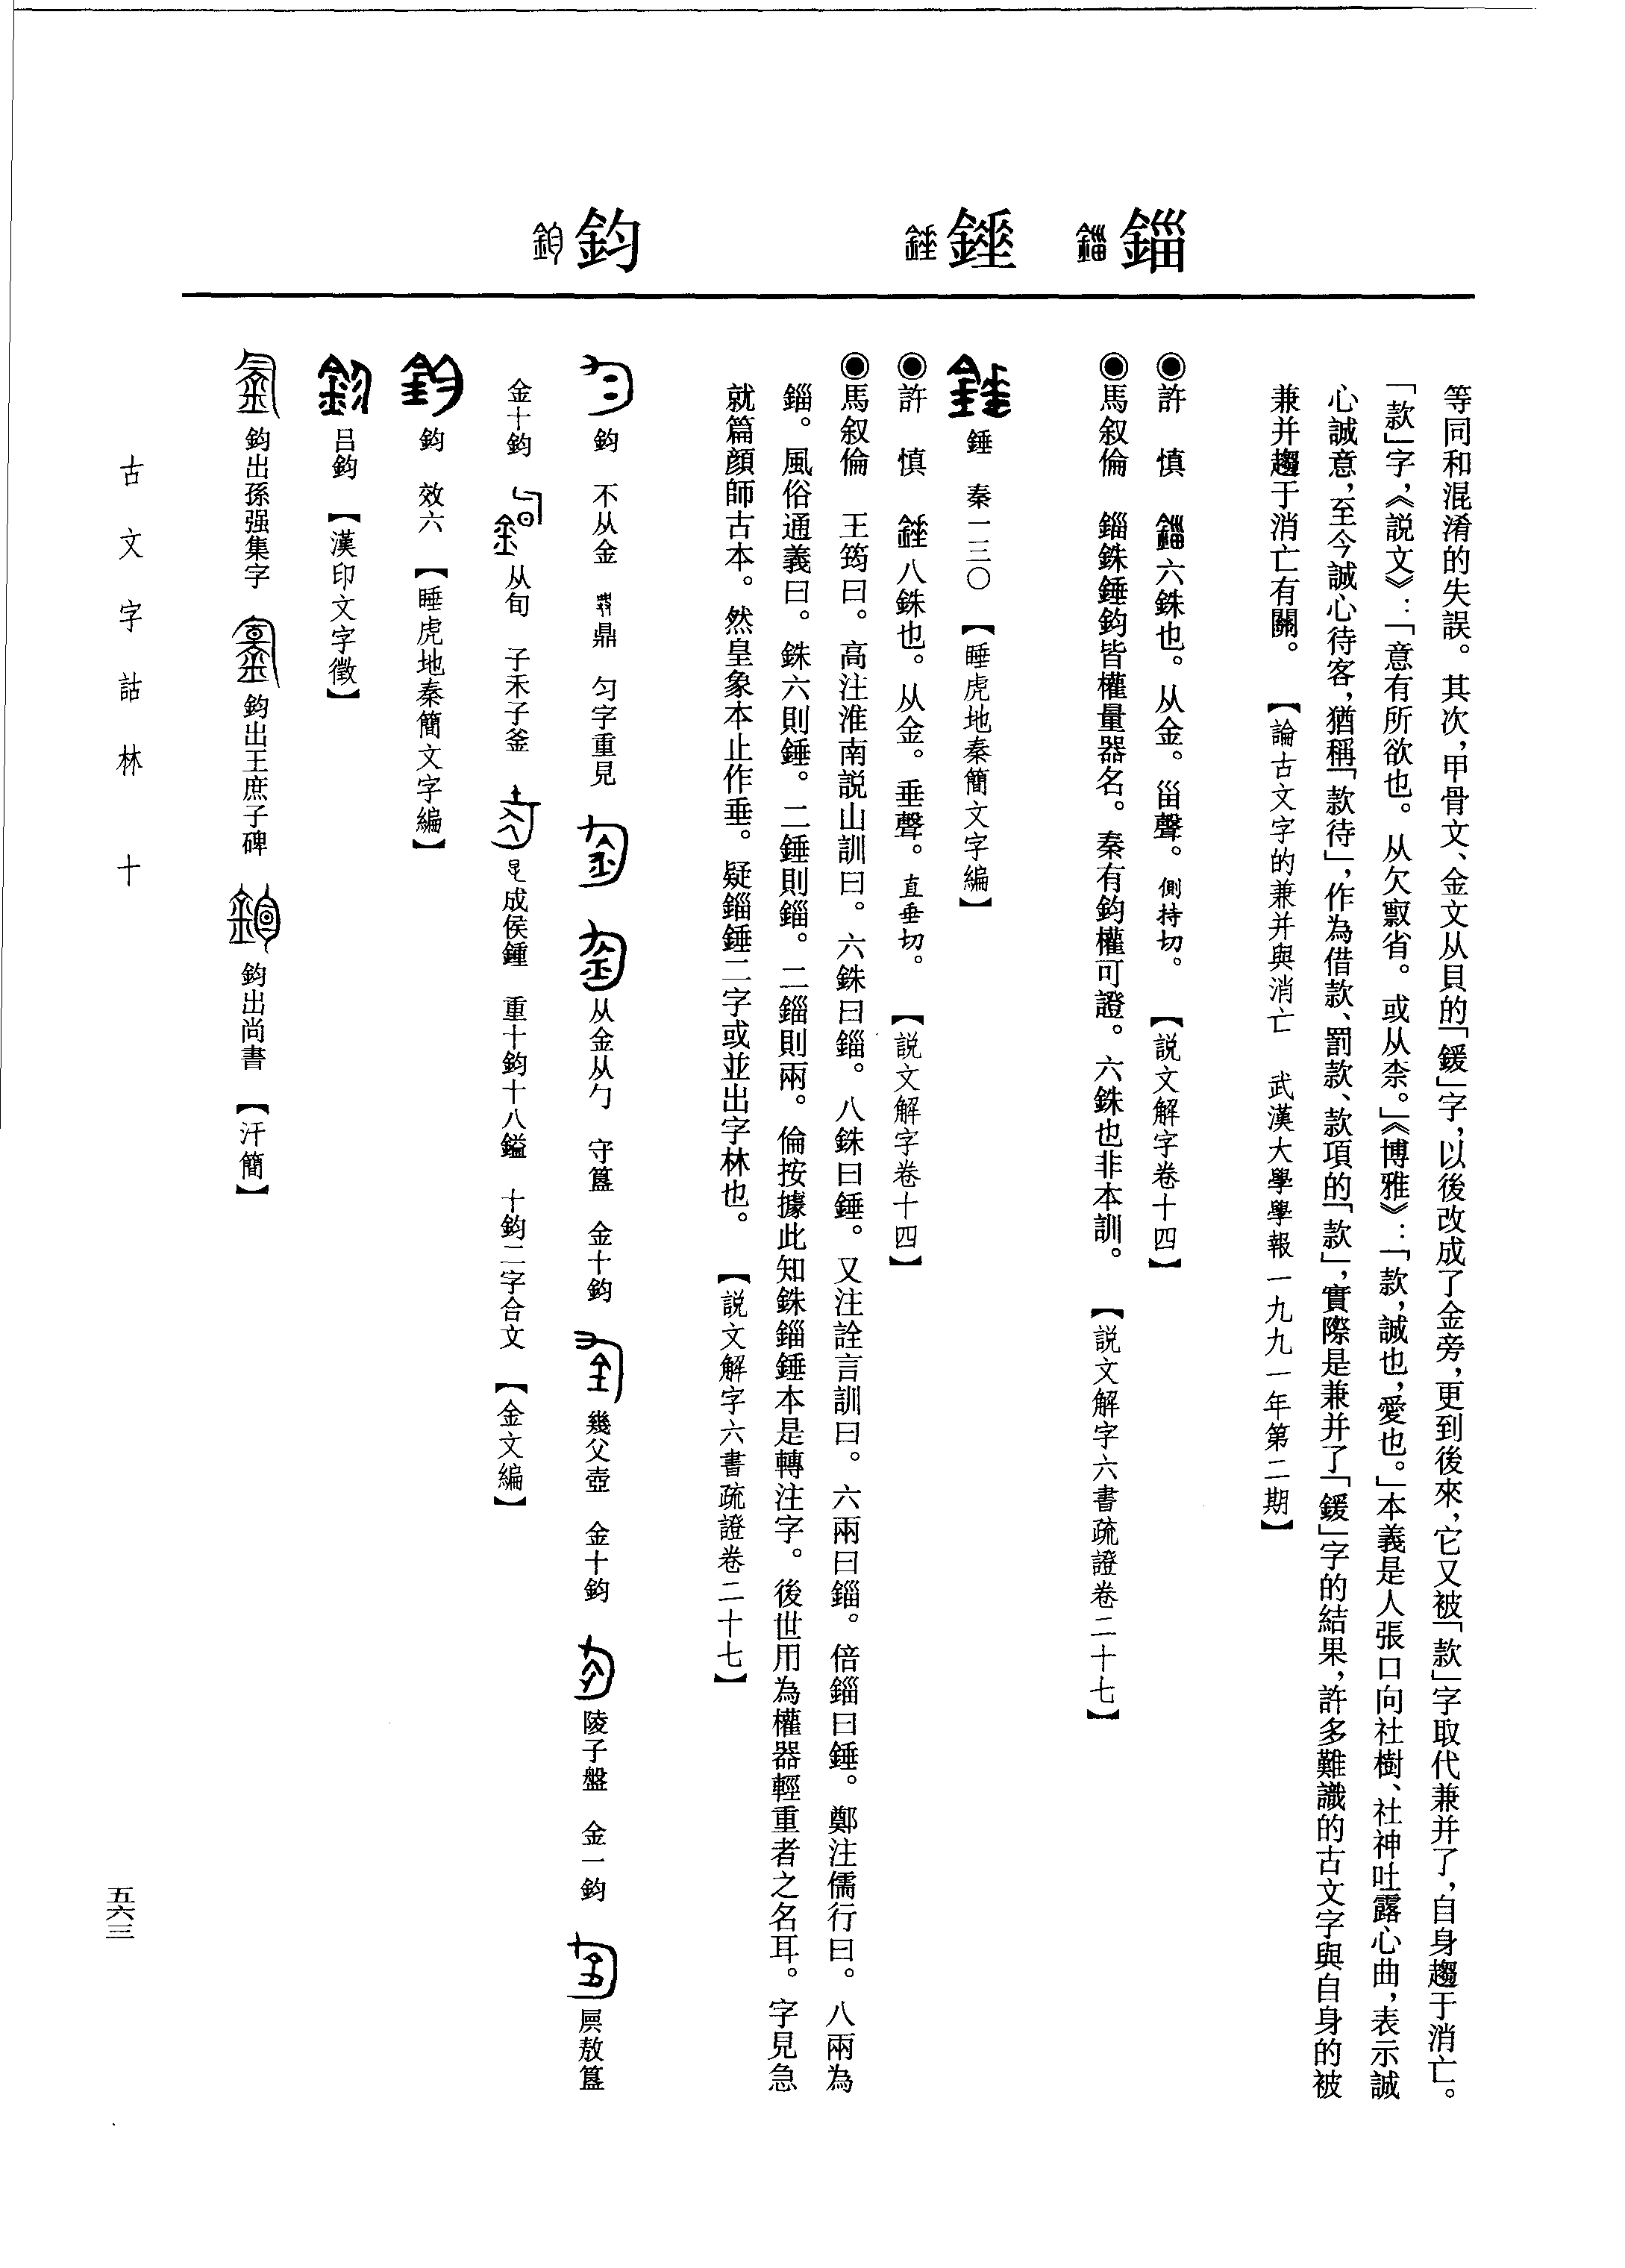 錙
錘
鈞
等同和混淆的失誤。其次，甲骨文、金文从貝的「鍰」字，以後改成了金旁，更到後來，它又被「款」字取代兼并了，自身趨于消亡。
「款」字，《説文》：「意有所欲也。从欠㱁省。或从柰。」《博雅》：「款，誠也，愛也。」本義是人張口向社樹、社神吐露心曲，表示誠
心誠意，至今誠心待客，猶稱「款待」，作為借款、罰款、款項的「款」，實際是兼并了「鍰」字的結果，許多難識的古文字與自身的被
兼并趨于消亡有關。 【論古文字的兼并與消亡 武漢大學學報一九九一年第二期】
◉許 慎 六銖也。从金。甾聲。側持切。 【説文解字卷十四】
◉馬叙倫 錙銖錘鈞皆權量器名。秦有鈞權可證。六銖也非本訓。 【説文解字六書疏證卷二十七】
錘 秦一三〇 【睡虎地秦簡文字編】
◉許 慎 八銖也。从金。垂聲。直垂切。 【説文解字卷十四】
◉馬叙倫 王筠曰。高注淮南説山訓曰。六銖曰錙。八銖曰錘。又注詮言訓曰。六兩曰錙。倍錙曰錘。鄭注儒行曰。八兩為
錙。風俗通義曰。銖六則錘。二錘則錙。二錙則兩。倫按據此知銖錙錘本是轉注字。後世用為權器輕重者之名耳。字見急
就篇顔師古本。然皇象本止作垂。疑錙錘二字或並出字林也。 【説文解字六書疏證卷二十七】
鈞 不从金 鼎 匀字重見 从金从勹 守簋 金十鈞 幾父壺 金十鈞 陵子盤 金一鈞 㞋敖簋
金十鈞 从旬 子禾子釜 成侯鍾 重十鈞十八鎰 十鈞二字合文 【金文編】
鈞 效六 【睡虎地秦簡文字編】
吕鈞 【漢印文字徵】
鈞出孫强集字 鈞出王庶子碑 鈞出尚書 【汗簡】
古文字詁林 十
五六三